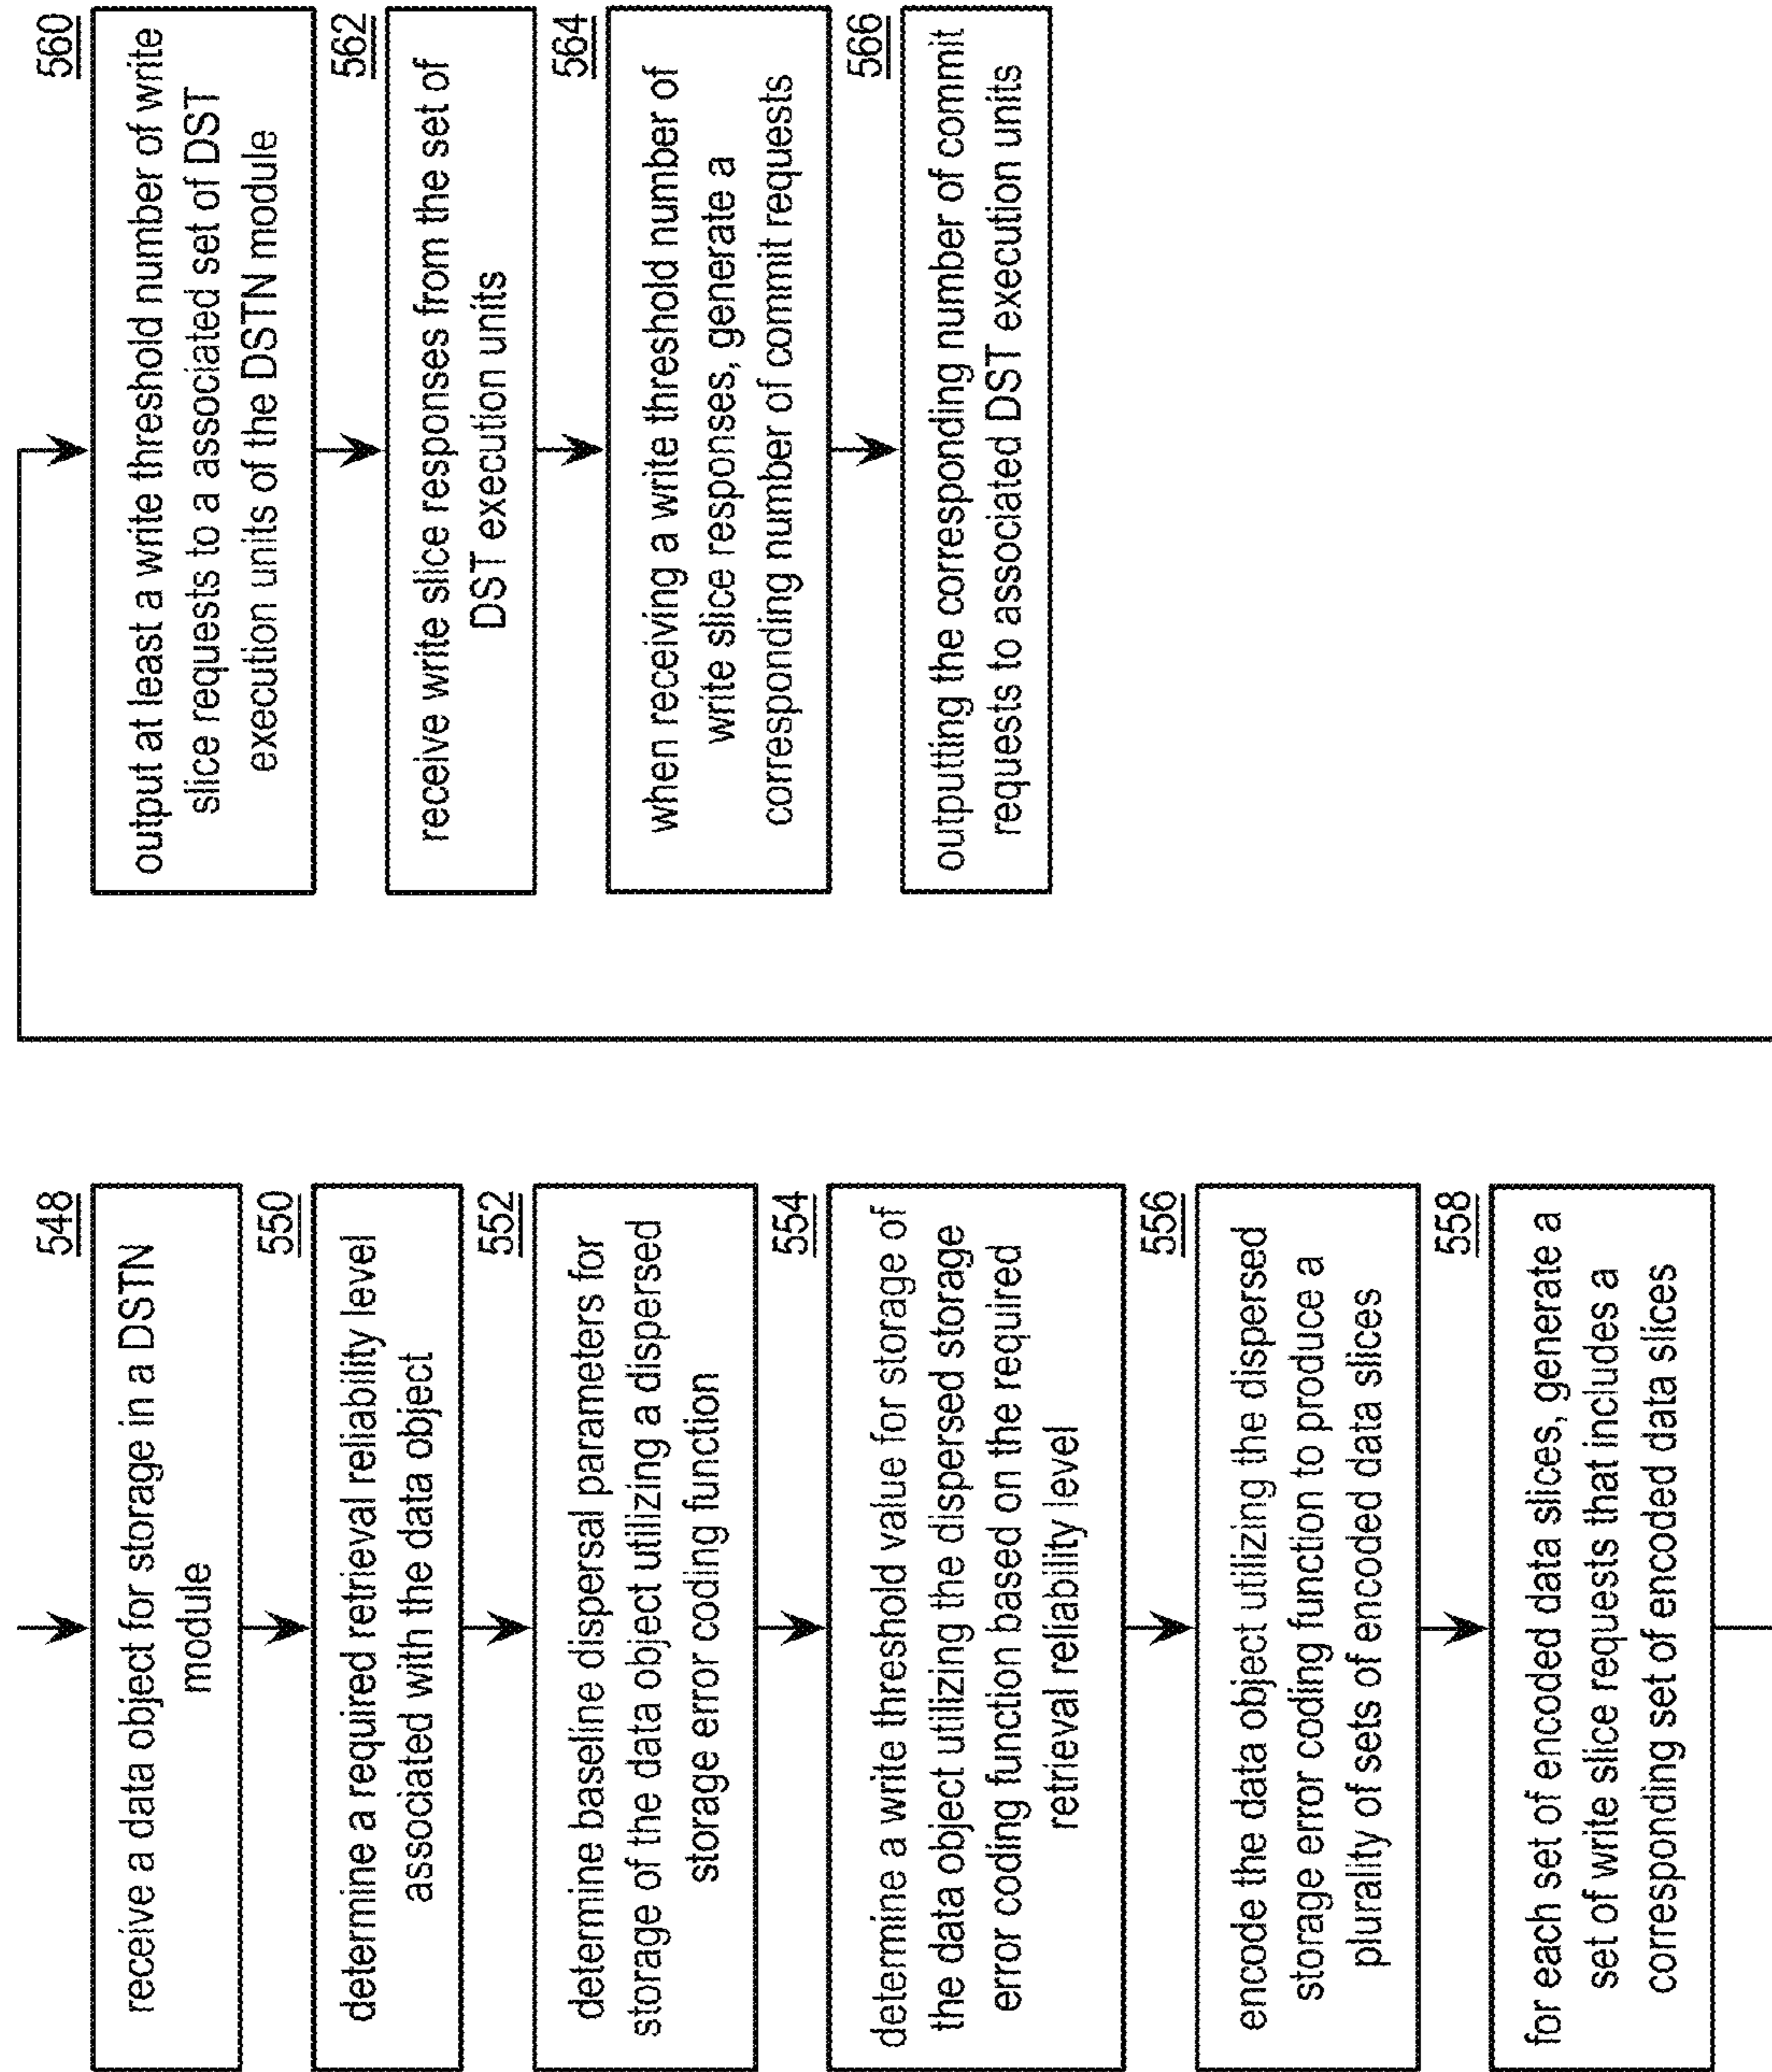 548
receive a data object for storage in a DSTN
module
550
determine a required retrieval reliability level
associated with the data object
552
determine baseline dispersal parameters for
storage of the data object utilizing a dispersed
storage error coding function
554
determine a write threshold value for storage of
the data object utilizing the dispersed storage
error coding function based on the required
retrieval reliability level
556
encode the data object utilizing the dispersed
storage error coding function to produce a
plurality of sets of encoded data slices
558
for each set of encoded data slices, generate a
set of write slice requests that includes a
corresponding set of encoded data slices
560
output at least a write threshold number of write
slice requests to a associated set of DST
execution units of the DSTN module
562
receive write slice responses from the set of
DST execution units
564
when receiving a write threshold number of
write slice responses, generate a
corresponding number of commit requests
566
outputting the corresponding number of commit
requests to associated DST execution units